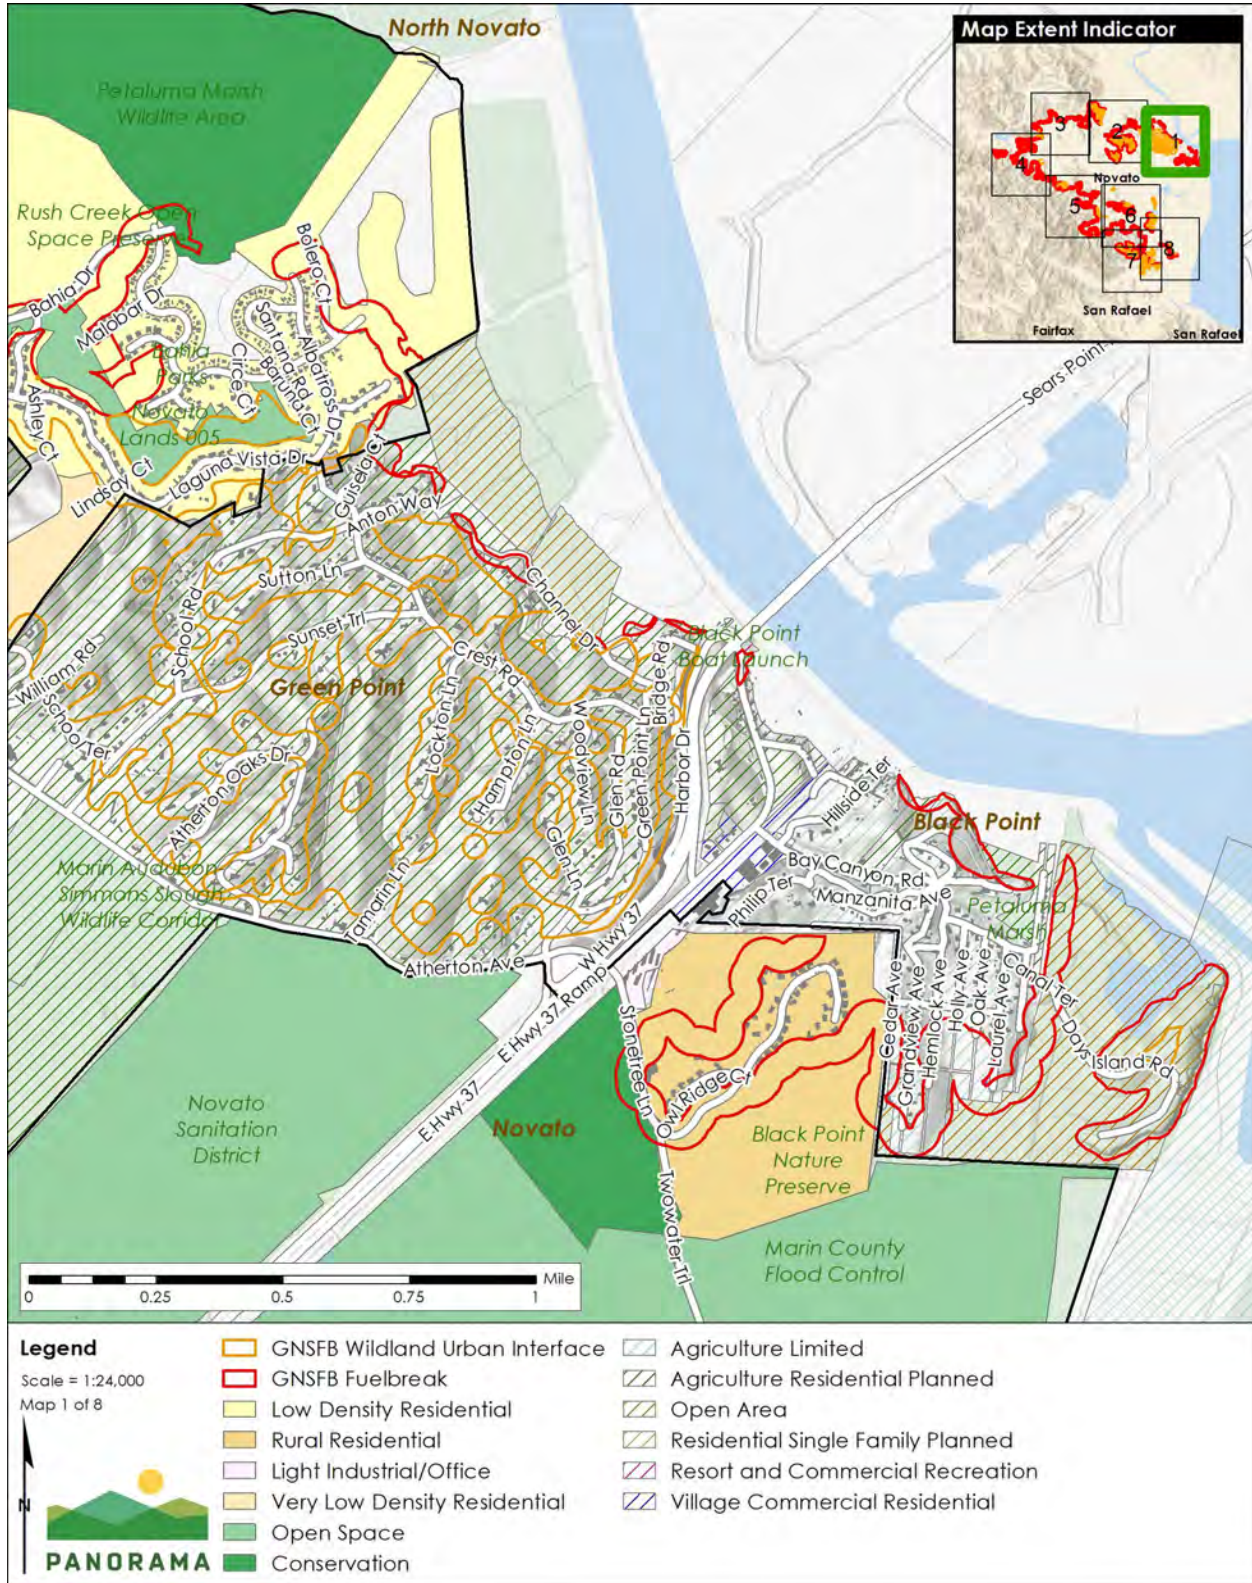 North Novato
Map Extent Indicator
1
2
3
4
5
6
7
8
Novato
San Rafael
Fairfax
San Rafael
Petaluma Marsh
Wildlife Area
Rush Creek Open
Space Preserve
Bahia Dr
Malobar Dr
Bolero Ct
Bahia
Parks
Santana Rd
Albatross Dr
Baruna Ct
Circe Ct
Ashley Ct
Novato
Lands 005
Lindsay Ct
Laguna Vista Dr
Guisela Ct
Anton Way
Sears Point
Sutton Ln
School Rd
Sunset Trl
Channel Dr
Crest Rd
Black Point
Boat Launch
Bridge Rd
William Rd
School Ter
Green Point
Lockton Ln
Hampton Ln
Woodview Ln
Glen Rd
Green Point Ln
Harbor Dr
Atherton Oaks Dr
Hillside Ter
Black Point
Glen Ln
Bay Canyon Rd
Manzanita Ave
Philip Ter
Marin Audubon
Simmons Slough
Wildlife Corridor
Tamarin Ln
Atherton Ave
W Hwy 37
E Hwy 37 Ramp
Petaluma
Marsh
Cedar Ave
Grandview Ave
Hemlock Ave
Holly Ave
Oak Ave
Laurel Ave
Canal Ter
Days Island Rd
Stonetree Ln
Owl Ridge Ct
E Hwy 37
Novato
Sanitation
District
Novato
Black Point
Nature
Preserve
Twowater Trl
Marin County
Flood Control
0 0.25 0.5 0.75 1 Mile
Legend
Scale = 1:24,000
Map 1 of 8
N
PANORAMA
GNSFB Wildland Urban Interface
GNSFB Fuelbreak
Low Density Residential
Rural Residential
Light Industrial/Office
Very Low Density Residential
Open Space
Conservation
Agriculture Limited
Agriculture Residential Planned
Open Area
Residential Single Family Planned
Resort and Commercial Recreation
Village Commercial Residential